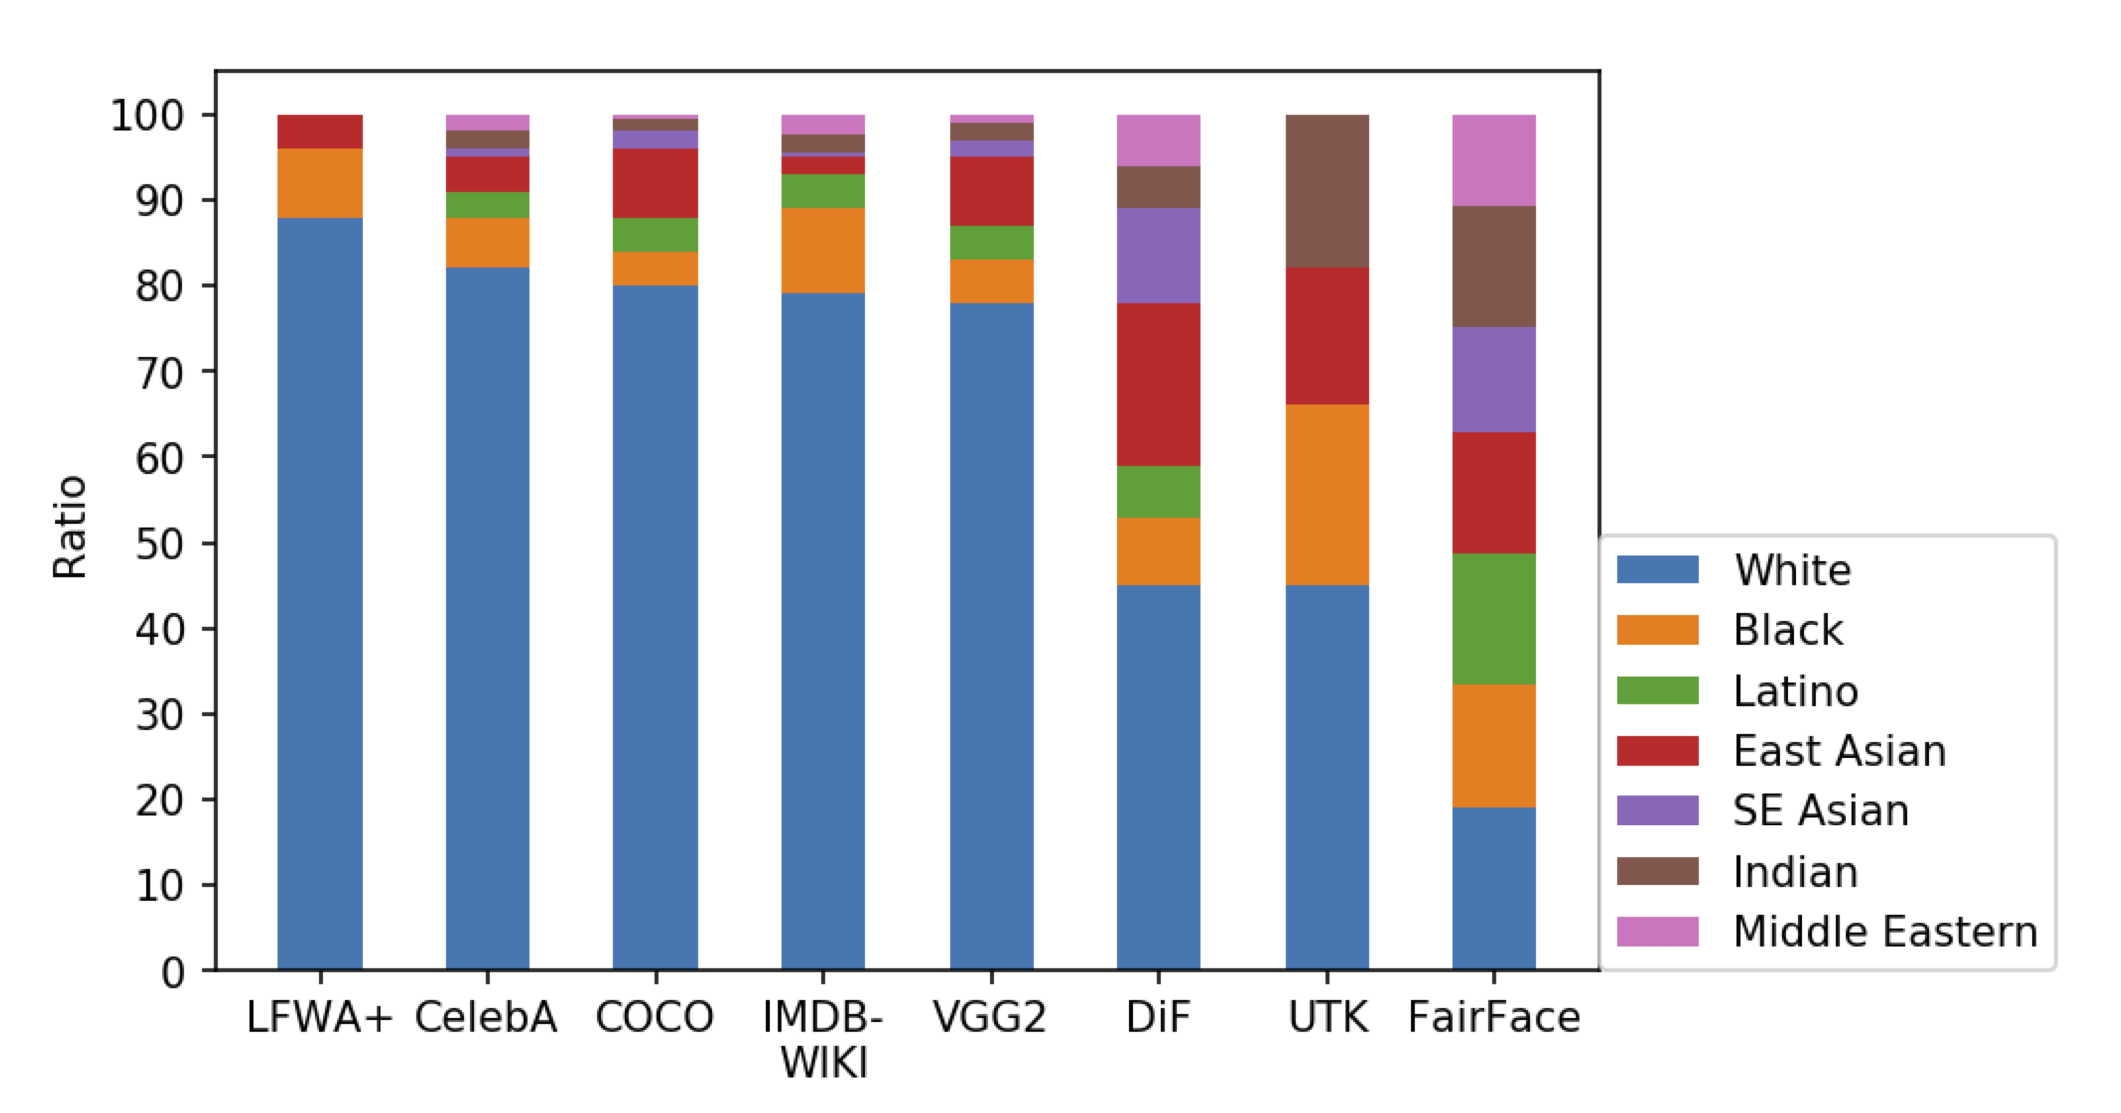 100
90
80
70
60
50
40
30
20
10
0
Ratio
LFWA+ CelebA COCO IMDB- VGG2 DiF UTK FairFace
WIKI
White
Black
Latino
East Asian
SE Asian
Indian
Middle Eastern